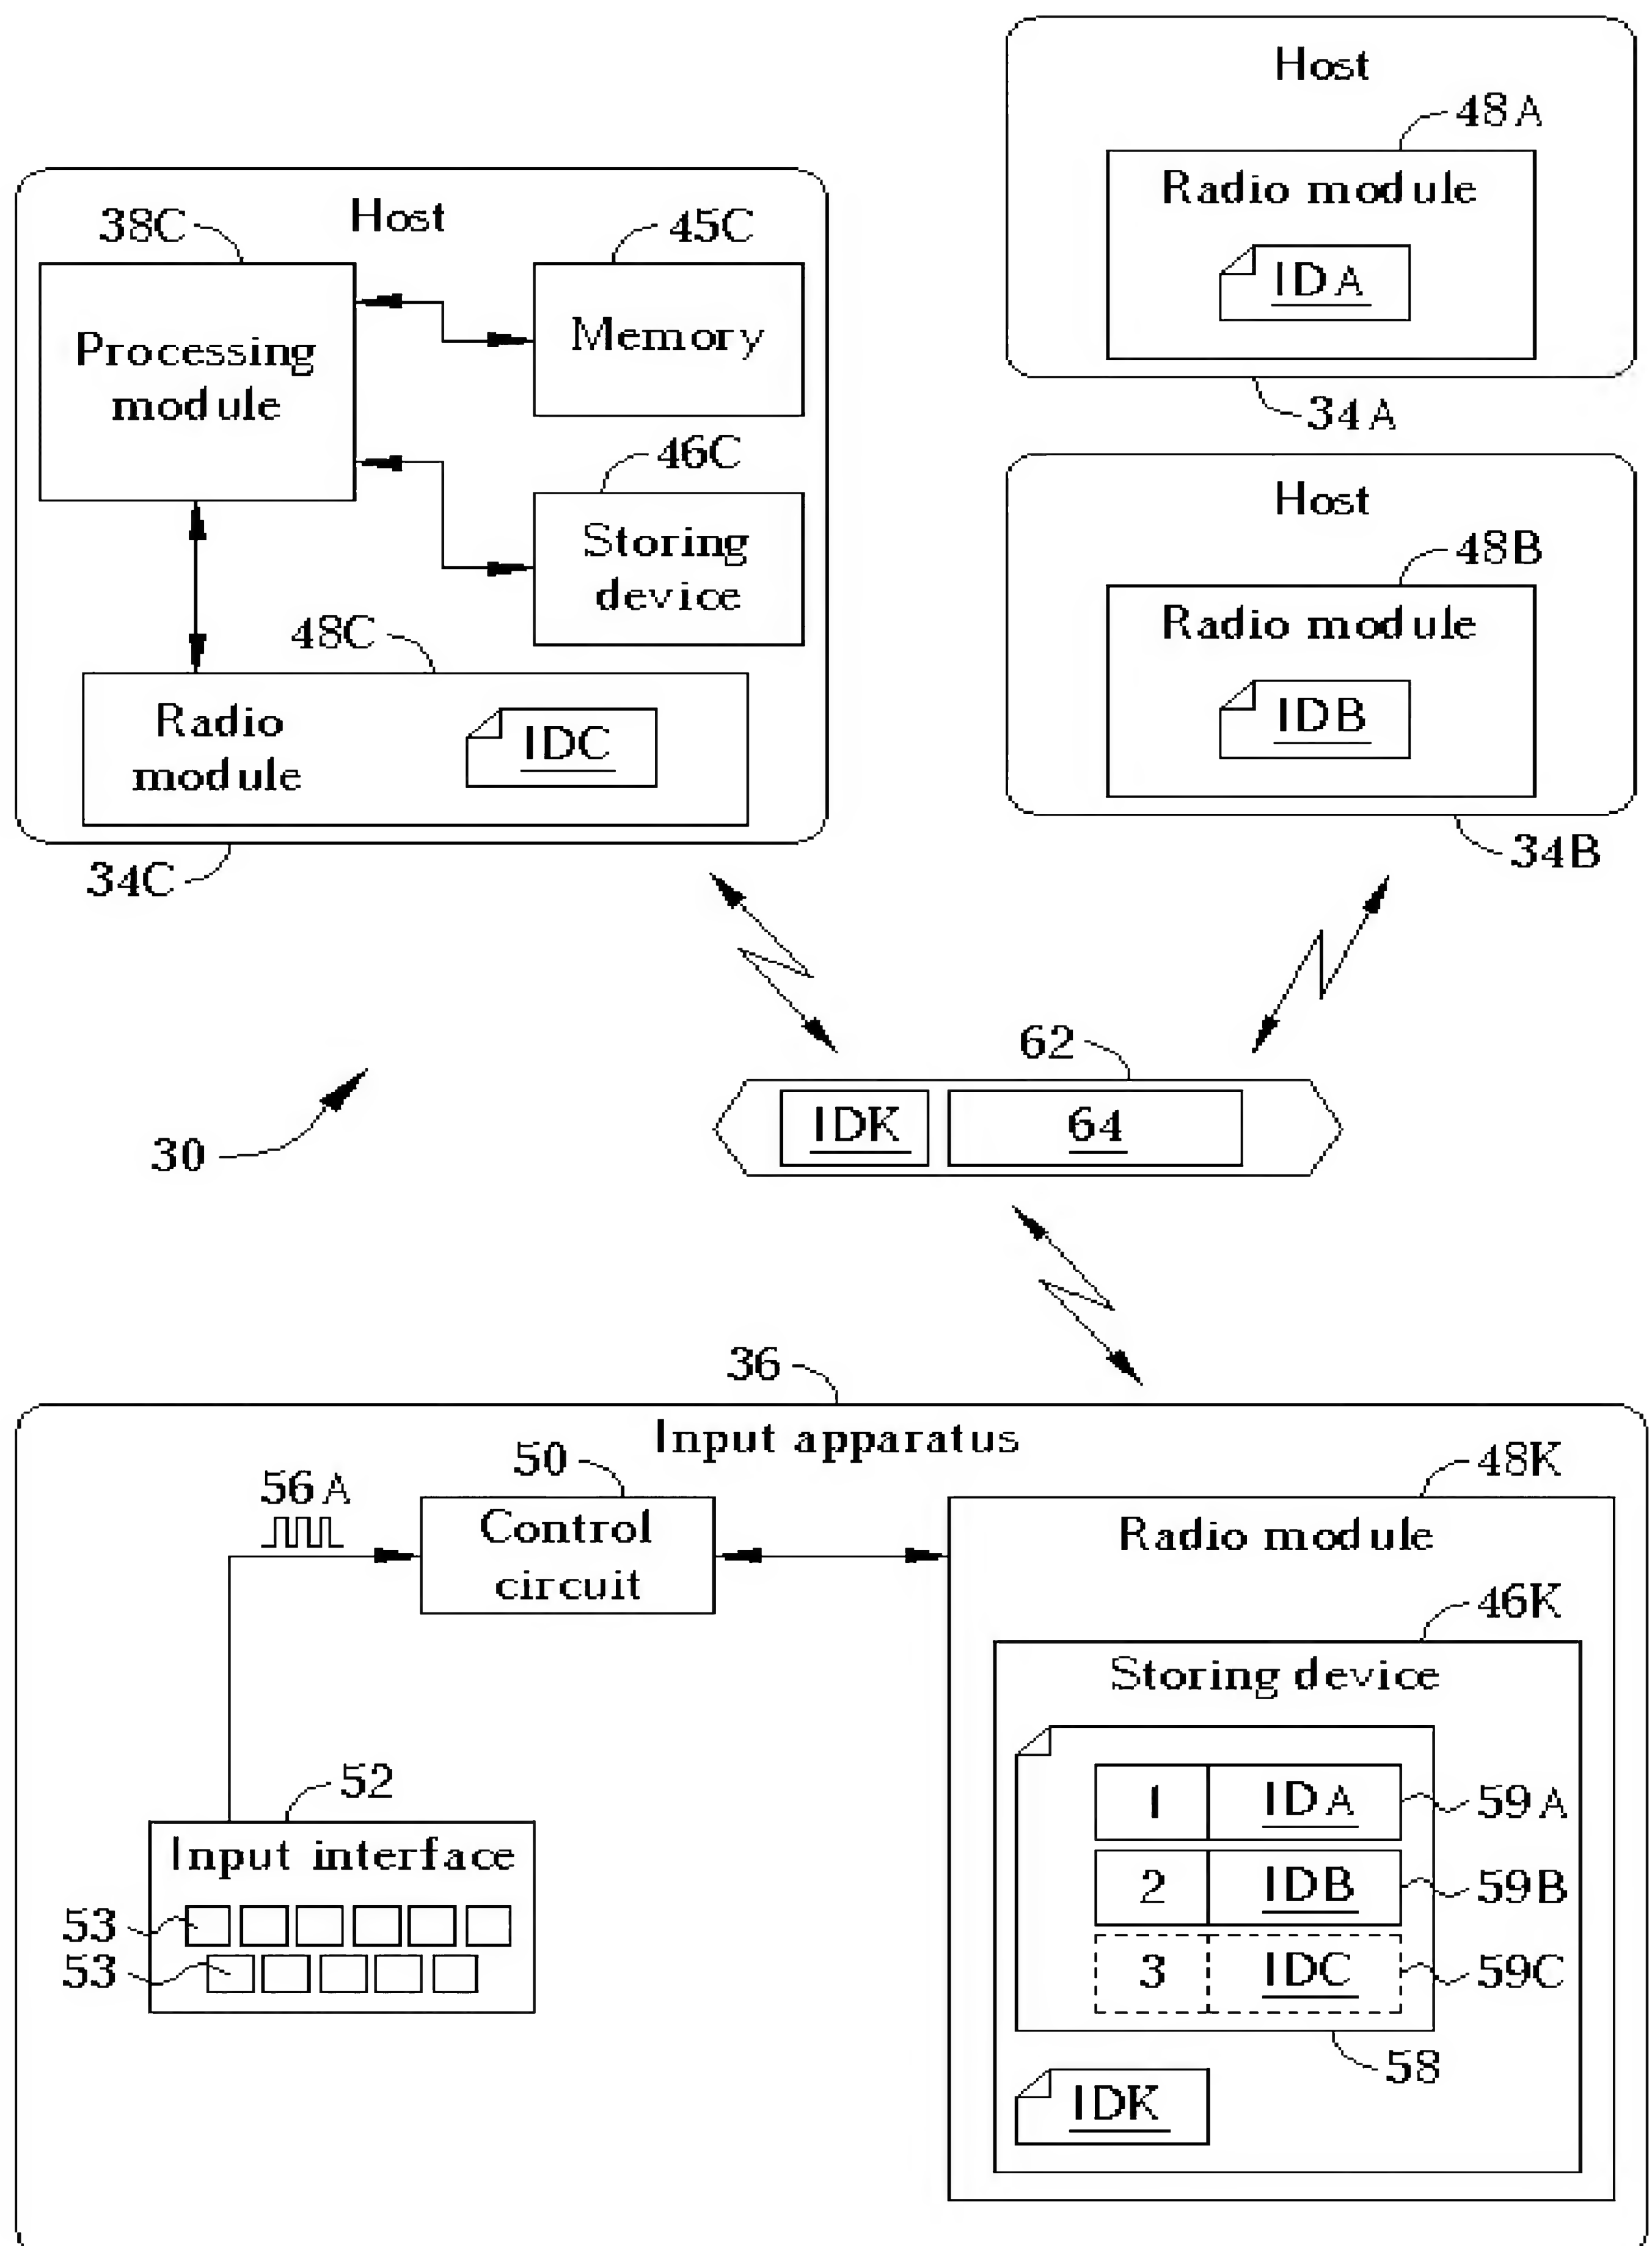 Host
38C
45C
Processing
module
Memory
46C
Storing
device
48C
Radio
module
IDC
34C
Host
48A
Radio module
IDA
34A
Host
48B
Radio module
IDB
34B
62
IDK
64
30
36
Input apparatus
56A
50
Control
circuit
48K
Radio module
46K
Storing device
1 IDA 59A
2 IDB 59B
3 IDC 59C
58
IDK
52
Input interface
53
53